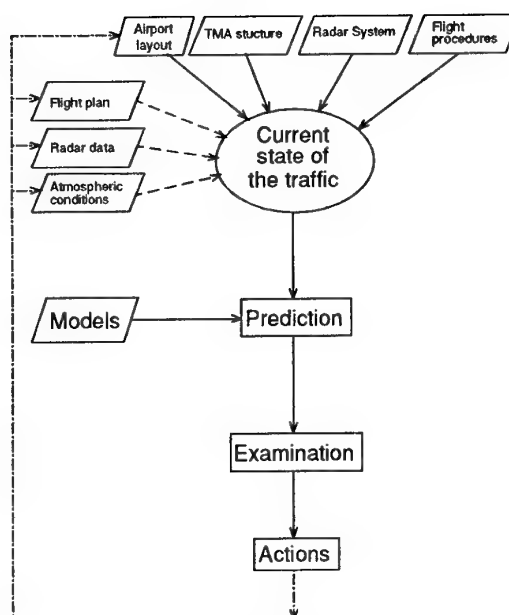 Airport
layout
TMA stucture
Radar System
Flight
procedures
Flight plan
Radar data
Atmospheric
conditions
Current
state of
the traffic
Models
Prediction
Examination
Actions